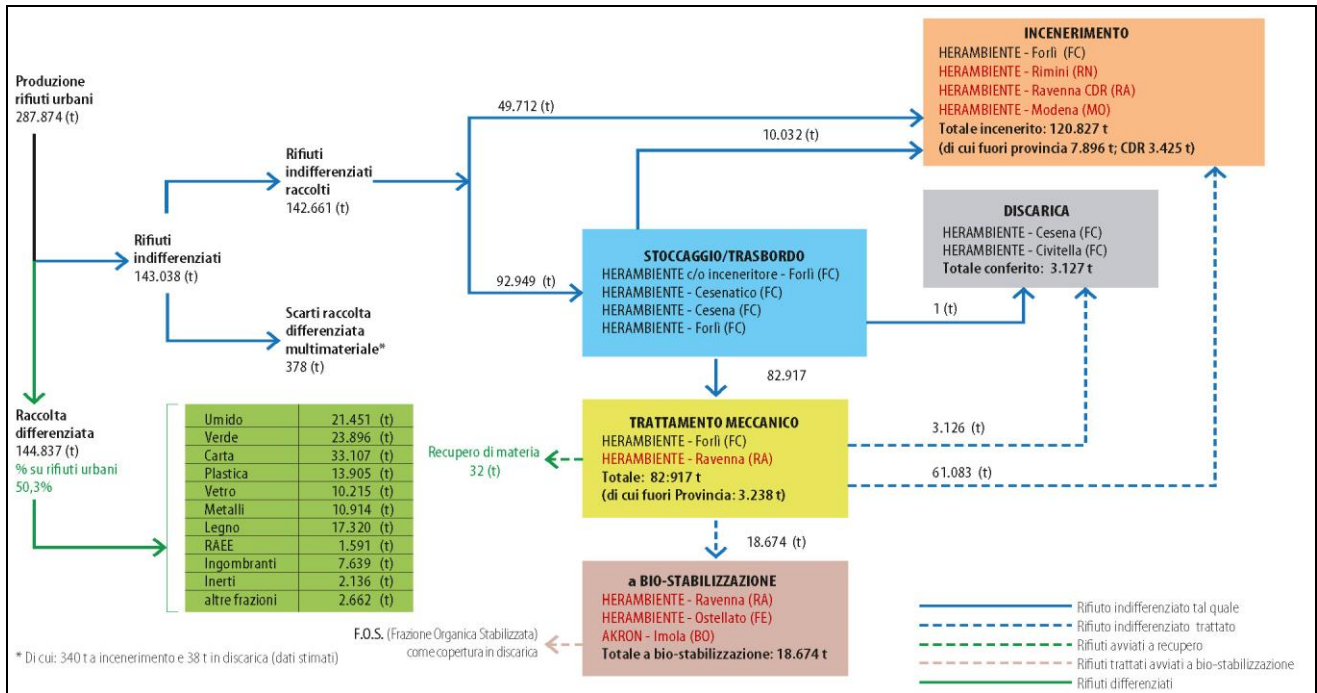 Produzione
rifiuti urbani
287.874 (t)
Rifiuti
indifferenziati
143.038 (t)
Rifiuti
indifferenziati
raccolti
142.661 (t)
Scarti raccolta
differenziata
multimateriale*
378 (t)
49.712 (t)
92.949 (t)
10.032 (t)
INCENERIMENTO
HERAMBIENTE - Forlì (FC)
HERAMBIENTE - Rimini (RN)
HERAMBIENTE - Ravenna CDR (RA)
HERAMBIENTE - Modena (MO)
Totale incenerito: 120.827 t
(di cui fuori provincia 7.896 t; CDR 3.425 t)
DISCARICA
HERAMBIENTE - Cesena (FC)
HERAMBIENTE - Civitella (FC)
Totale conferito: 3.127 t
STOCCAGGIO/TRASBORDO
HERAMBIENTE c/o inceneritore - Forlì (FC)
HERAMBIENTE - Cesenatico (FC)
HERAMBIENTE - Cesena (FC)
HERAMBIENTE - Forlì (FC)
1 (t)
82.917
Raccolta
differenziata
144.837 (t)
% su rifiuti urbani
50,3%
Umido 21.451 (t)
Verde 23.896 (t)
Carta 33.107 (t)
Plastica 13.905 (t)
Vetro 10.215 (t)
Metalli 10.914 (t)
Legno 17.320 (t)
RAEE 1.591 (t)
Ingombranti 7.639 (t)
Inerti 2.136 (t)
altre frazioni 2.662 (t)
Recupero di materia
32 (t)
TRATTAMENTO MECCANICO
HERAMBIENTE - Forlì (FC)
HERAMBIENTE - Ravenna (RA)
Totale: 82:917 t
(di cui fuori Provincia: 3.238 t)
3.126 (t)
61.083 (t)
18.674 (t)
a BIO-STABILIZZAZIONE
HERAMBIENTE - Ravenna (RA)
HERAMBIENTE - Ostellato (FE)
AKRON - Imola (BO)
Totale a bio-stabilizzazione: 18.674 t
F.O.S. (Frazione Organica Stabilizzata)
come copertura in discarica
* Di cui: 340 t a incenerimento e 38 t in discarica (dati stimati)
Rifiuto indifferenziato tal quale
Rifiuto indifferenziato trattato
Rifiuti avviati a recupero
Rifiuti trattati avviati a bio-stabilizzazione
Rifiuti differenziati